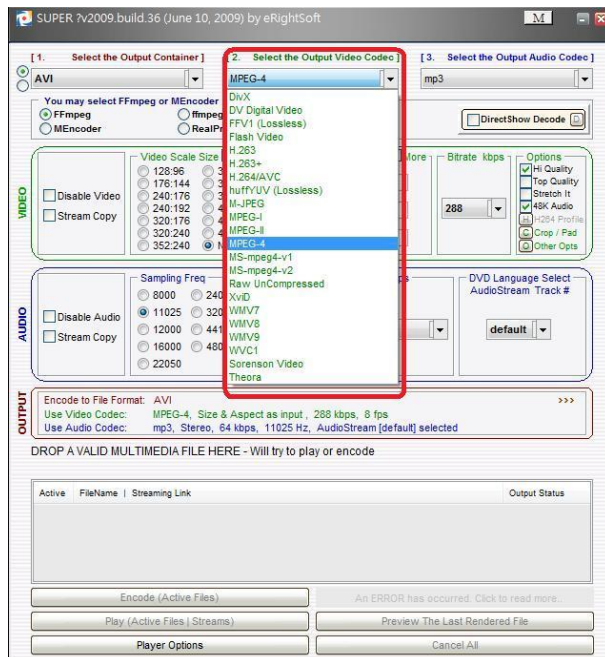 SUPER ?v2009.build.36 (June 10, 2009) by eRightSoft M
[ 1. Select the Output Container ] [ 2. Select the Output Video Codec ] [ 3. Select the Output Audio Codec ]
AVI MPEG-4 mp3
You may select FFmpeg or MEncoder
FFmpeg ffmpeg
MEncoder RealPr
DirectShow Decode D
DivX
DV Digital Video
FFV1 (Lossless)
Flash Video
H.263
H.263+
H.264/AVC
huffYUV (Lossless)
M-JPEG
MPEG-I
MPEG-II
MPEG-4
MS-mpeg4-v1
MS-mpeg4-v2
Raw UnCompressed
XviD
WMV7
WMV8
WMV9
WVC1
Sorenson Video
Theora
VIDEO
Disable Video
Stream Copy
Video Scale Size
128:96 3
176:144 3
240:176 3
240:192 4
320:176 4
320:240 4
352:240 N
More
Bitrate kbps
288
Options
Hi Quality
Top Quality
Stretch It
48K Audio
H H264 Profile
C Crop / Pad
O Other Opts
AUDIO
Disable Audio
Stream Copy
Sampling Freq
8000 240
11025 320
12000 441
16000 480
22050
ps
DVD Language Select
AudioStream Track #
default
OUTPUT
Encode to File Format: AVI >>>
Use Video Codec: MPEG-4, Size & Aspect as input , 288 kbps, 8 fps
Use Audio Codec: mp3, Stereo, 64 kbps, 11025 Hz, AudioStream [default] selected
DROP A VALID MULTIMEDIA FILE HERE - Will try to play or encode
Active FileName | Streaming Link Output Status
Encode (Active Files) An ERROR has occurred. Click to read more..
Play (Active Files | Streams) Preview The Last Rendered File
Player Options Cancel All